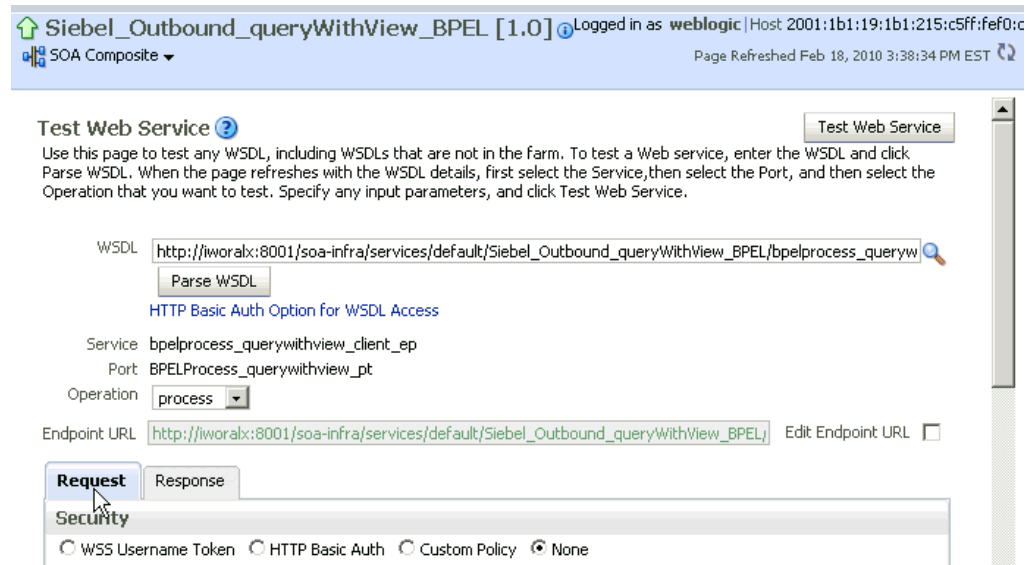 Siebel_Outbound_queryWithView_BPEL [1.0] Logged in as weblogic|Host 2001:1b1:19:1b1:215:c5ff:fef0:c
SOA Composite Page Refreshed Feb 18, 2010 3:38:34 PM EST
Test Web Service Test Web Service
Use this page to test any WSDL, including WSDLs that are not in the farm. To test a Web service, enter the WSDL and click
Parse WSDL. When the page refreshes with the WSDL details, first select the Service,then select the Port, and then select the
Operation that you want to test. Specify any input parameters, and click Test Web Service.
WSDL http://iworalx:8001/soa-infra/services/default/Siebel_Outbound_queryWithView_BPEL/bpelprocess_queryw
Parse WSDL
HTTP Basic Auth Option for WSDL Access
Service bpelprocess_querywithview_client_ep
Port BPELProcess_querywithview_pt
Operation process
Endpoint URL http://iworalx:8001/soa-infra/services/default/Siebel_Outbound_queryWithView_BPEL/ Edit Endpoint URL
Request Response
Security
WSS Username Token HTTP Basic Auth Custom Policy None